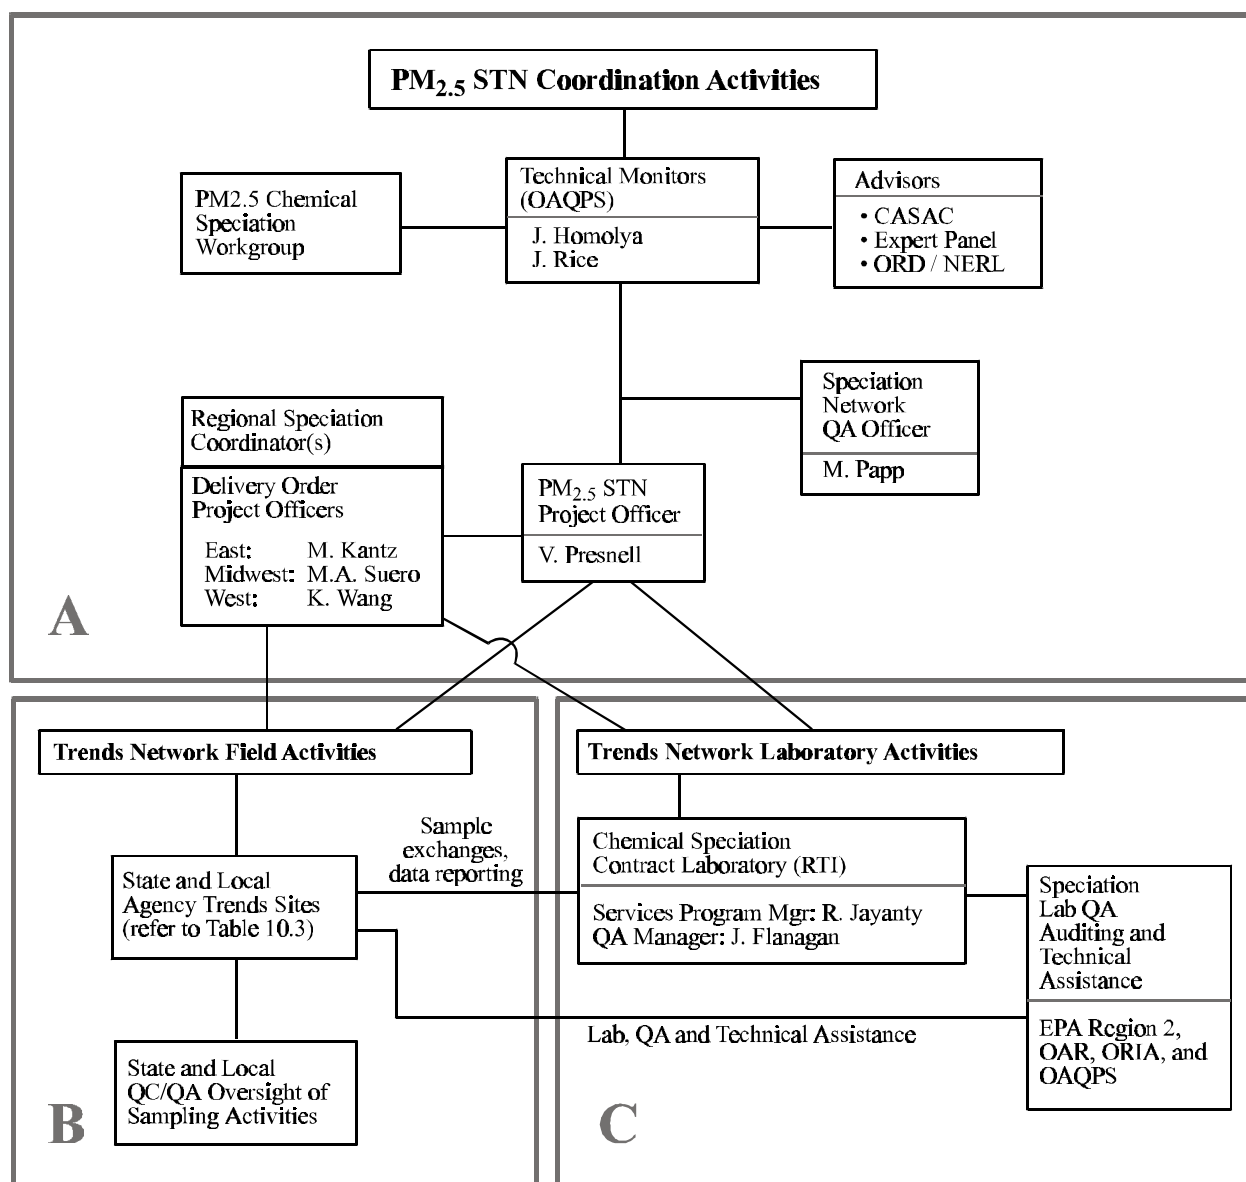 PM2.5 STN Coordination Activities
PM2.5 Chemical
Speciation
Workgroup
Technical Monitors
(OAQPS)
J. Homolya
J. Rice
Advisors
• CASAC
• Expert Panel
• ORD / NERL
Speciation
Network
QA Officer
M. Papp
Regional Speciation
Coordinator(s)
Delivery Order
Project Officers
East: M. Kantz
Midwest: M.A. Suero
West: K. Wang
PM2.5 STN
Project Officer
V. Presnell
A
Trends Network Field Activities
State and Local
Agency Trends Sites
(refer to Table 10.3)
State and Local
QC/QA Oversight of
Sampling Activities
B
Sample
exchanges,
data reporting
Trends Network Laboratory Activities
Chemical Speciation
Contract Laboratory (RTI)
Services Program Mgr: R. Jayanty
QA Manager: J. Flanagan
Speciation
Lab QA
Auditing and
Technical
Assistance
EPA Region 2,
OAR, ORIA, and
OAQPS
Lab, QA and Technical Assistance
C